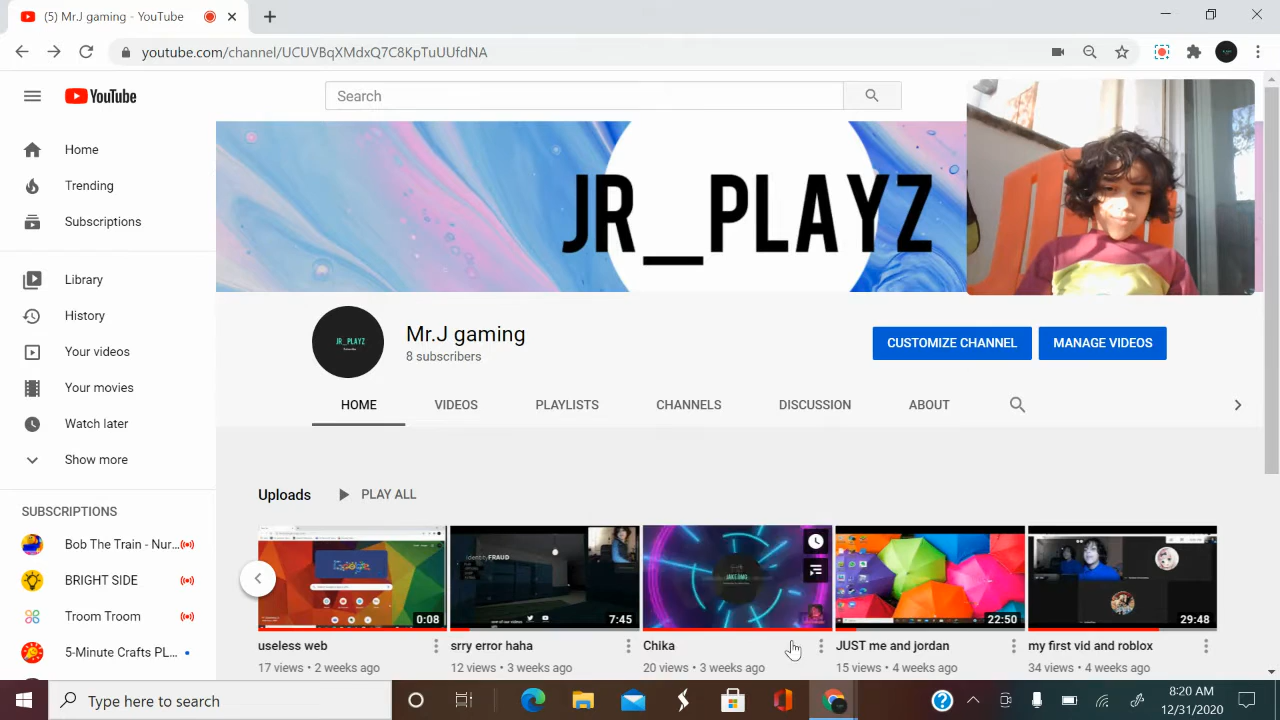 (5) Mr.J gaming - YouTube
youtube.com/channel/UCUVBqXMdxQ7C8KpTuUUfdNA
YouTube
Search
Home
Trending
Subscriptions
Library
History
Your videos
Your movies
Watch later
Show more
SUBSCRIPTIONS
Bob The Train - Nur...
BRIGHT SIDE
Troom Troom
5-Minute Crafts PL...
JR__PLAYZ
JR_PLAYZ
Mr.J gaming
8 subscribers
CUSTOMIZE CHANNEL
MANAGE VIDEOS
HOME VIDEOS PLAYLISTS CHANNELS DISCUSSION ABOUT
Uploads PLAY ALL
FRAUD
0:08 7:45 22:50 29:48
useless web srry error haha Chika JUST me and jordan my first vid and roblox
17 views • 2 weeks ago 12 views • 3 weeks ago 20 views • 3 weeks ago 15 views • 4 weeks ago 34 views • 4 weeks ago
Type here to search
8:20 AM
12/31/2020